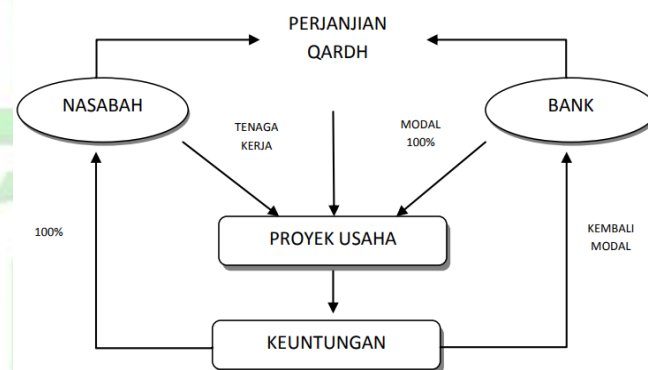 PERJANJIAN
QARDH
NASABAH
BANK
TENAGA
KERJA
MODAL
100%
PROYEK USAHA
100%
KEMBALI
MODAL
KEUNTUNGAN